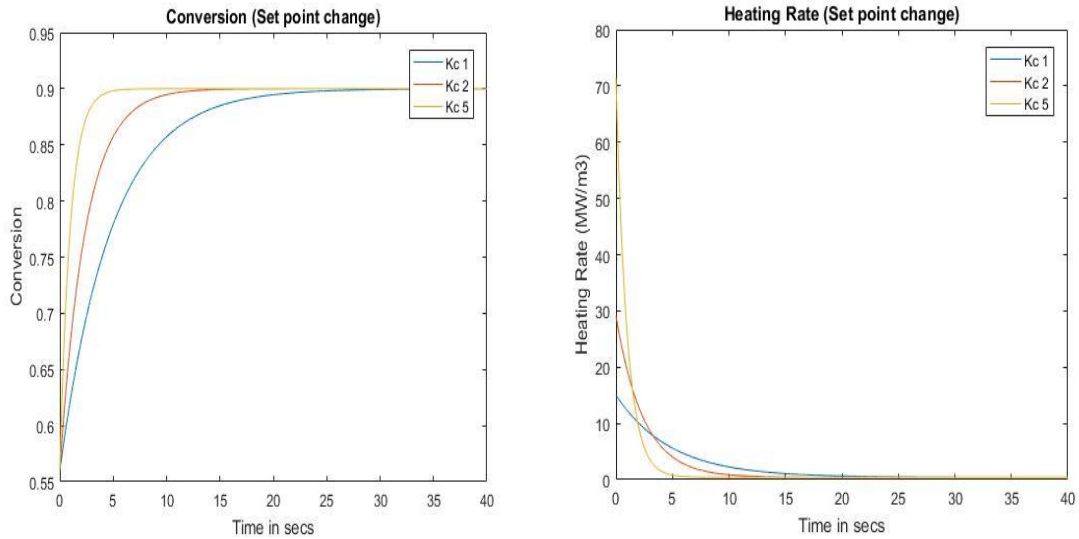 Conversion (Set point change)
0.95
0.9
0.85
0.8
0.75
0.7
0.65
0.6
0.55
Conversion
Kc 1
Kc 2
Kc 5
0 5 10 15 20 25 30 35 40
Time in secs
Heating Rate (Set point change)
80
70
60
50
40
30
20
10
0
Heating Rate (MW/m3)
Kc 1
Kc 2
Kc 5
0 5 10 15 20 25 30 35 40
Time in secs